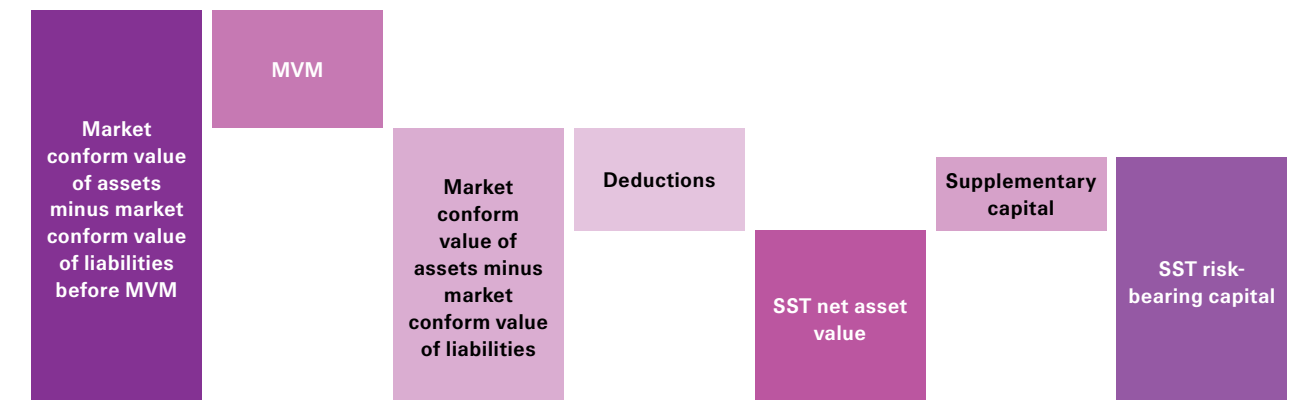 Market
conform value
of assets
minus market
conform value
of liabilities
before MVM
MVM
Market
conform
value of
assets minus
market
conform value
of liabilities
Deductions
SST net asset
value
Supplementary
capital
SST risk-
bearing capital